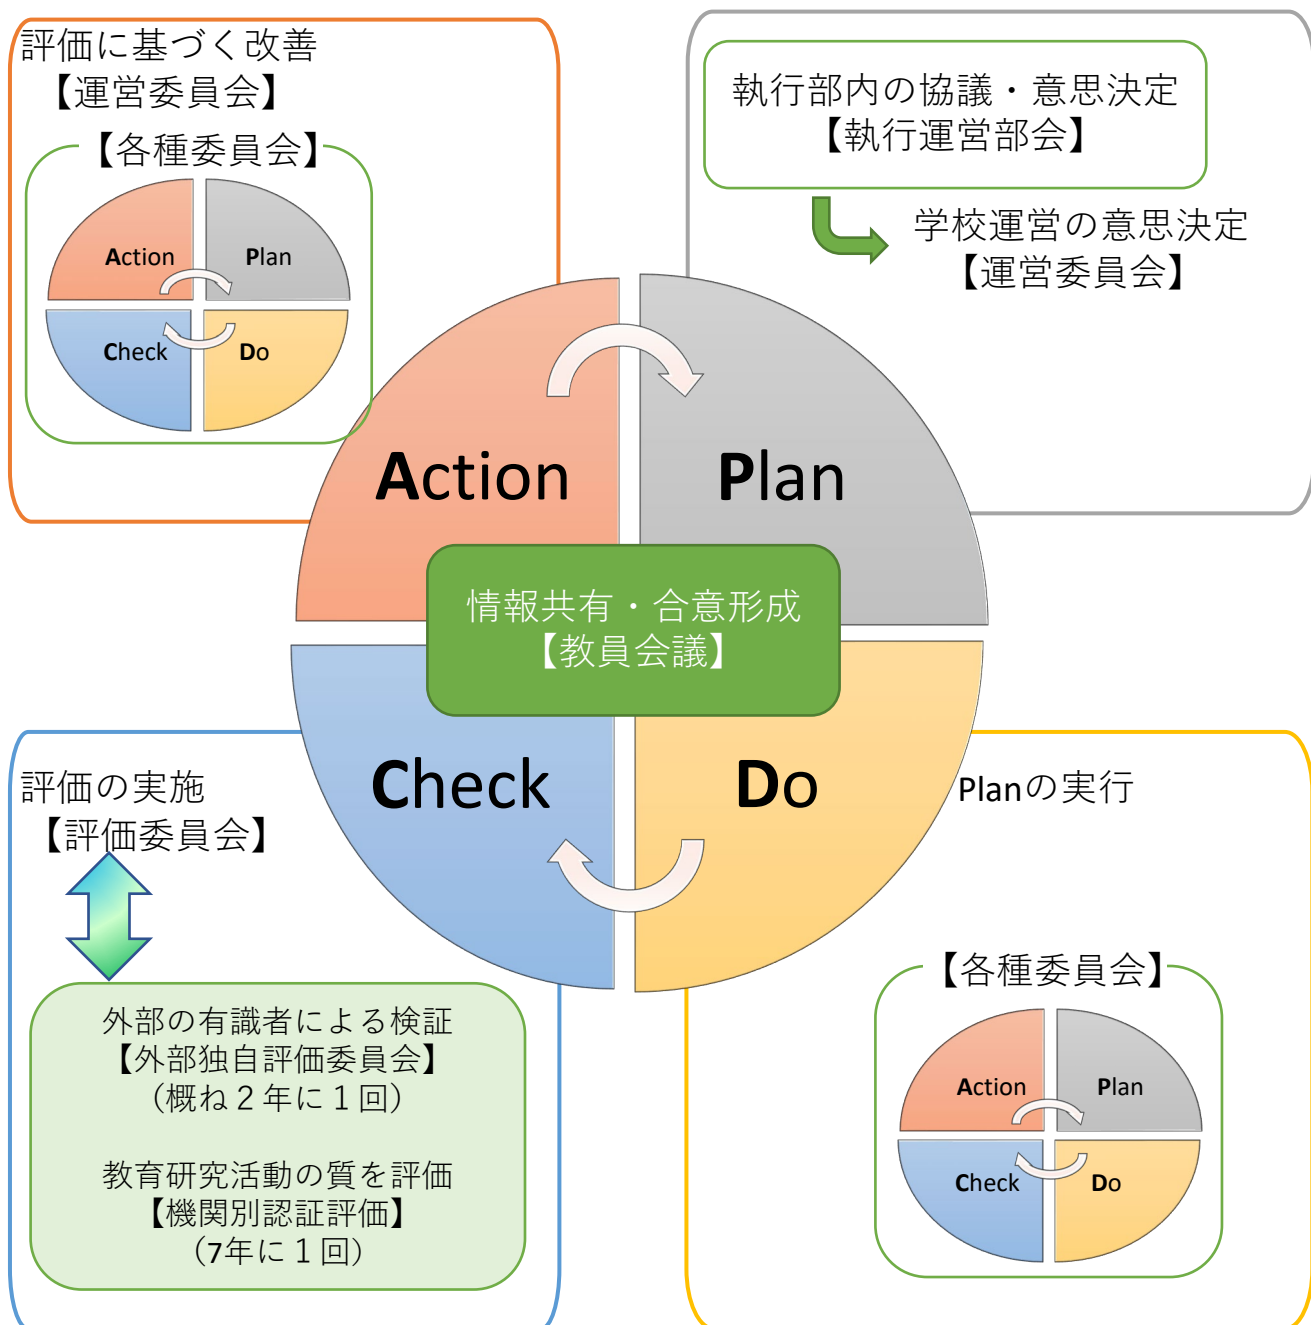 評価に基づく改善
【運営委員会】
【各種委員会】
Action
Plan
Check
Do
執行部内の協議・意思決定
【執行運営部会】
学校運営の意思決定
【運営委員会】
Action
Plan
情報共有・合意形成
【教員会議】
Check
Do
評価の実施
【評価委員会】
外部の有識者による検証
【外部独自評価委員会】
（概ね２年に１回）
教育研究活動の質を評価
【機関別認証評価】
（7年に１回）
Planの実行
【各種委員会】
Action
Plan
Check
Do